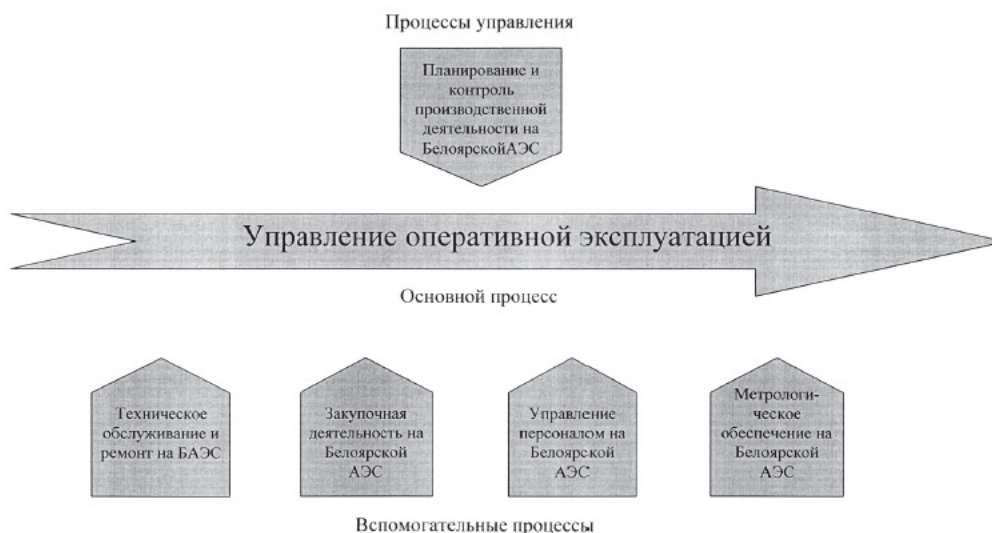 Процессы управления
Планирование и
контроль
производственной
деятельности на
БелоярскойАЭС
Управление оперативной эксплуатацией
Основной процесс
Техническое
обслуживание и
ремонт на БАЭС
Закупочная
деятельность на
Белоярской
АЭС
Управление
персоналом на
Белоярской
АЭС
Метрологи-
ческое
обеспечение на
Белоярской
АЭС
Вспомогательные процессы